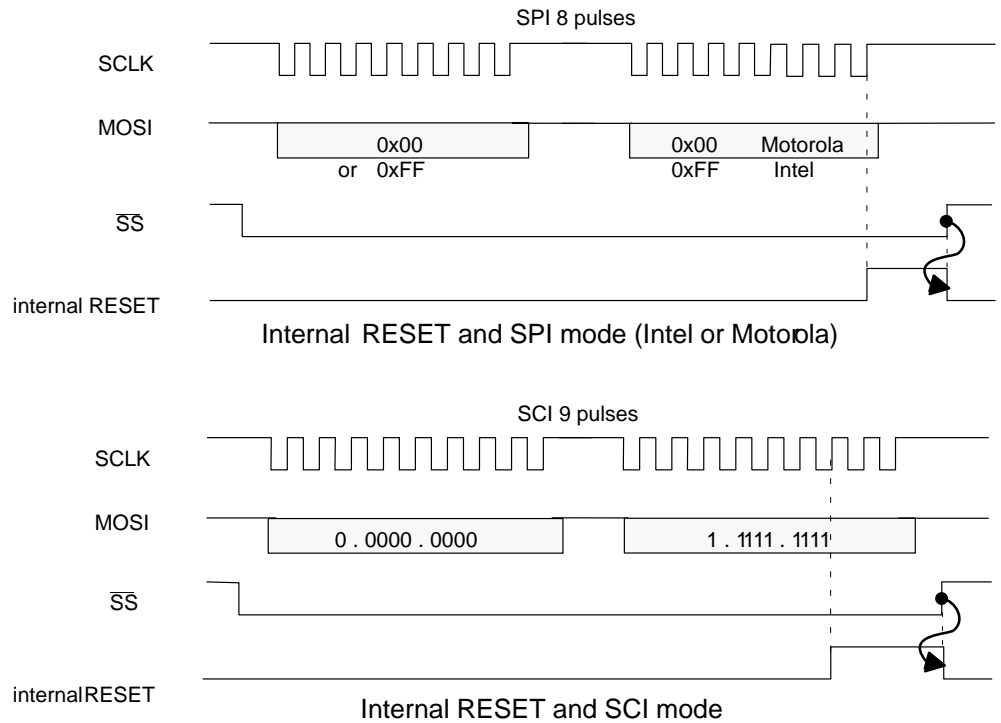 SPI 8 pulses
SCLK
MOSI
0x00
or 0xFF
0x00 Motorola
0xFF Intel
SS
internal RESET
Internal RESET and SPI mode (Intel or Motorola)
SCI 9 pulses
SCLK
MOSI
0 . 0000 . 0000
1 . 1111 . 1111
SS
internalRESET
Internal RESET and SCI mode